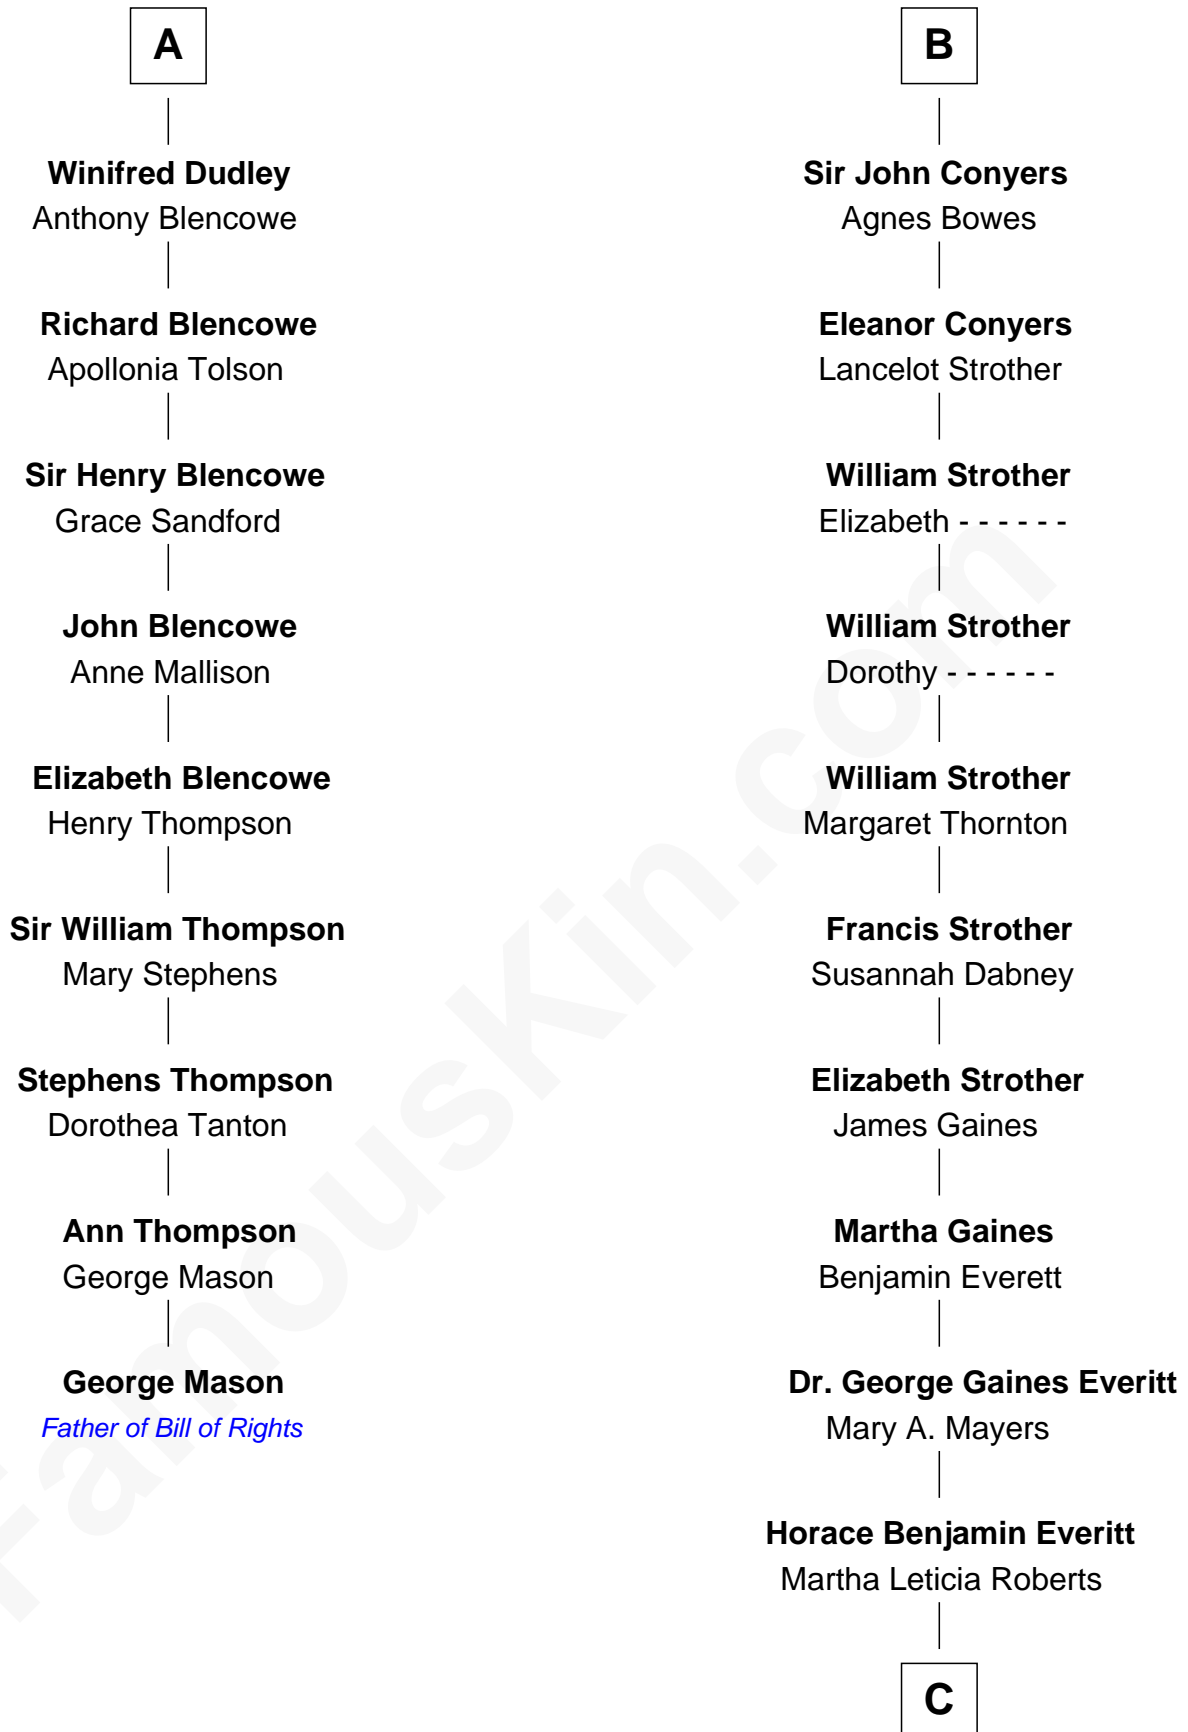 A
Winifred Dudley
Anthony Blencowe
Richard Blencowe
Apollonia Tolson
Sir Henry Blencowe
Grace Sandford
John Blencowe
Anne Mallison
Elizabeth Blencowe
Henry Thompson
Sir William Thompson
Mary Stephens
Stephens Thompson
Dorothea Tanton
Ann Thompson
George Mason
George Mason
Father of Bill of Rights
B
Sir John Conyers
Agnes Bowes
Eleanor Conyers
Lancelot Strother
William Strother
Elizabeth - - - - - -
William Strother
Dorothy - - - - - -
William Strother
Margaret Thornton
Francis Strother
Susannah Dabney
Elizabeth Strother
James Gaines
Martha Gaines
Benjamin Everett
Dr. George Gaines Everitt
Mary A. Mayers
Horace Benjamin Everitt
Martha Leticia Roberts
C
FamousKin.com